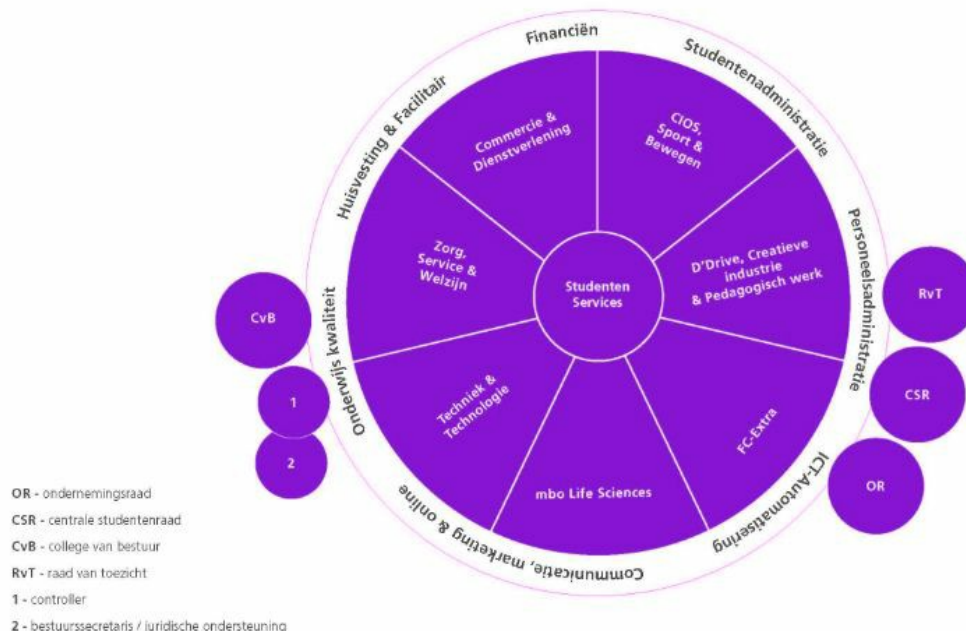 Financiën
Studentenadministratie
Huisvesting & Facilitair
Commercie &
Dienstverlening
CIOS,
Sport &
Bewegen
Personeelsadministratie
Zorg,
Service &
Welzijn
D'Drive, Creatieve
industrie
& Pedagogisch werk
Studenten
Services
RvT
CvB
Onderwijs kwaliteit
1
2
Techniek &
Technologie
FC-Extra
CSR
mbo Life Sciences
OR
ICT-Automatisering
Communicatie, marketing & online
OR - ondernemingsraad
CSR - centrale studentenraad
CvB - college van bestuur
RvT - raad van toezicht
1 - controller
2 - bestuurssecretaris / juridische ondersteuning